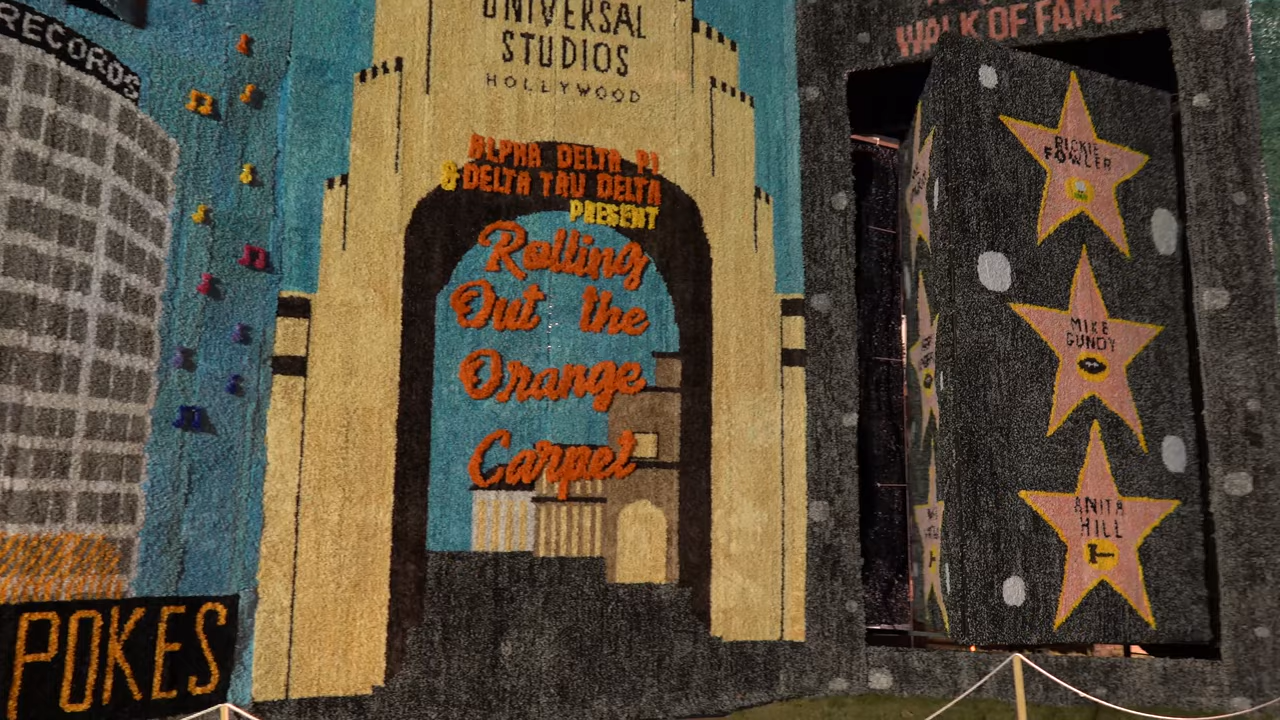 RECORDS
UNIVERSAL
STUDIOS
HOLLYWOOD
ALPHA DELTA PI
& DELTA TAU DELTA
PRESENT
Rolling
Out the
Orange
Carpet
POKES
WALK OF FAME
RICKIE
FOWLER
MIKE
GUNDY
ANITA
HILL